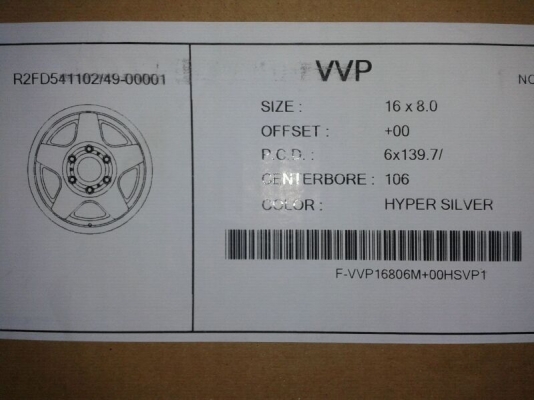 R2FD541102/49-00001
VVP
NO
SIZE : 16 x 8.0
OFFSET : +00
P.C.D. : 6x139.7/
CENTERBORE : 106
COLOR : HYPER SILVER
F-VVP16806M+00HSVP1